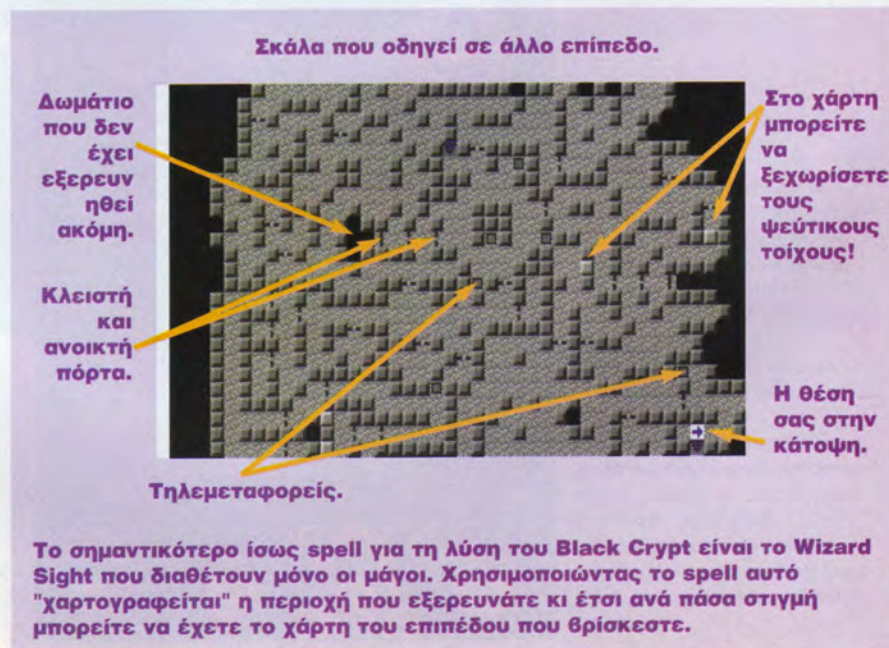 Σκάλα που οδηγεί σε άλλο επίπεδο.
Δωμάτιο
που δεν
έχει
εξερευν
ηθεί
ακόμη.
Κλειστή
και
ανοικτή
πόρτα.
Στο χάρτη
μπορείτε
να
ξεχωρίσετε
τους
ψεύτικους
τοίχους!
Η θέση
σας στην
κάτοψη.
Τηλεμεταφορείς.
Το σημαντικότερο ίσως spell για τη λύση του Black Crypt είναι το Wizard
Sight που διαθέτουν μόνο οι μάγοι. Χρησιμοποιώντας το spell αυτό
"χαρτογραφείται" η περιοχή που εξερευνάτε κι έτσι ανά πάσα στιγμή
μπορείτε να έχετε το χάρτη του επιπέδου που βρίσκεστε.